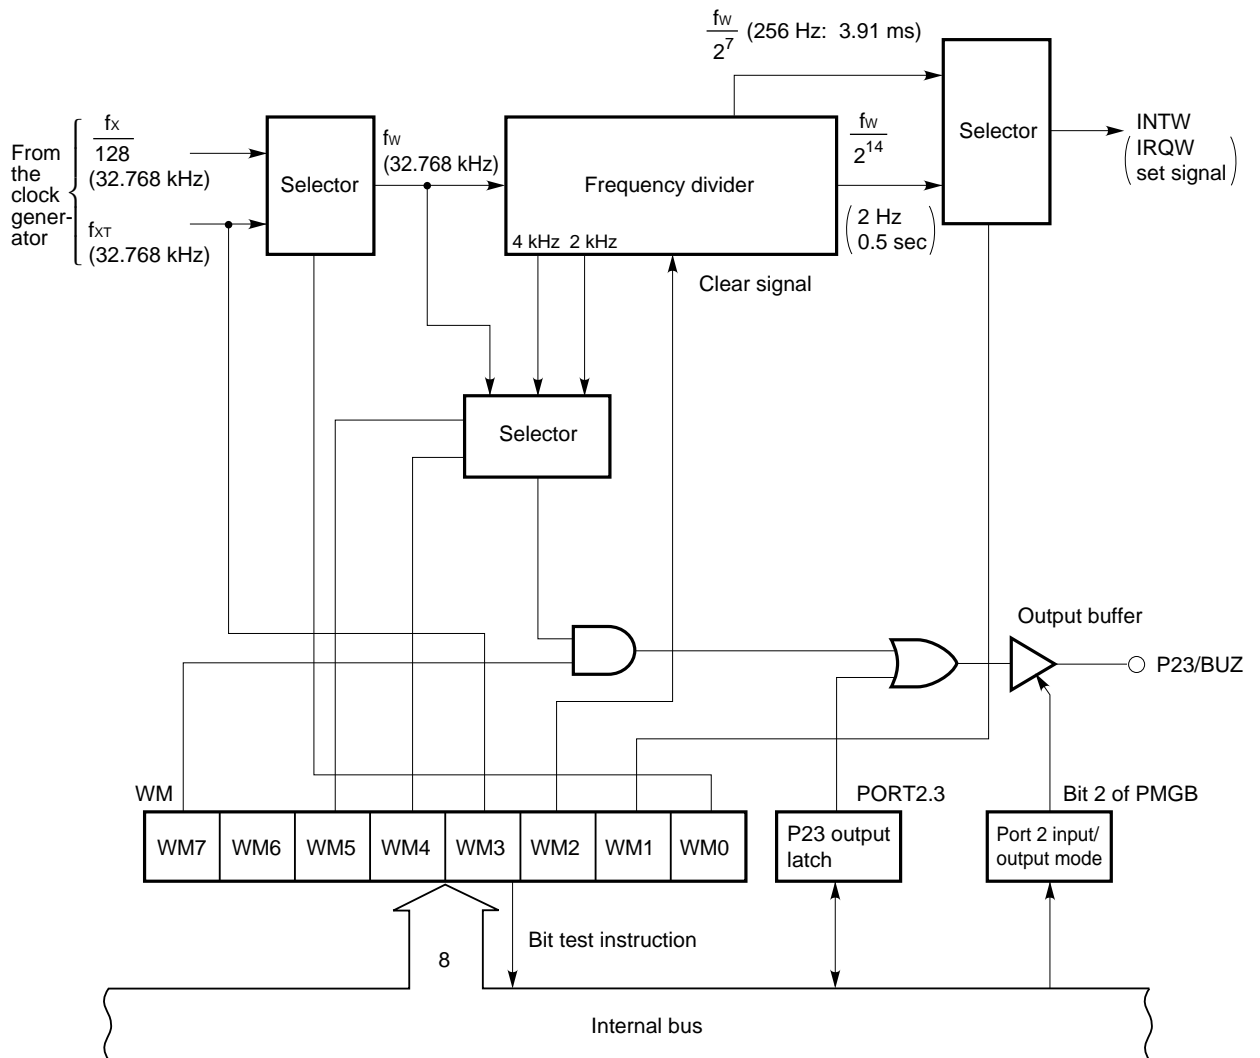 fW
27 (256 Hz: 3.91 ms)
From
the
clock
gener-
ator
fX
128
(32.768 kHz)
fXT
(32.768 kHz)
Selector
fW
(32.768 kHz)
Frequency divider
4 kHz 2 kHz
fW
214
2 Hz
0.5 sec
Selector
INTW
IRQW
set signal
Clear signal
Selector
Output buffer
P23/BUZ
WM
PORT2.3
Bit 2 of PMGB
WM7 WM6 WM5 WM4 WM3 WM2 WM1 WM0
P23 output
latch
Port 2 input/
output mode
8
Bit test instruction
Internal bus